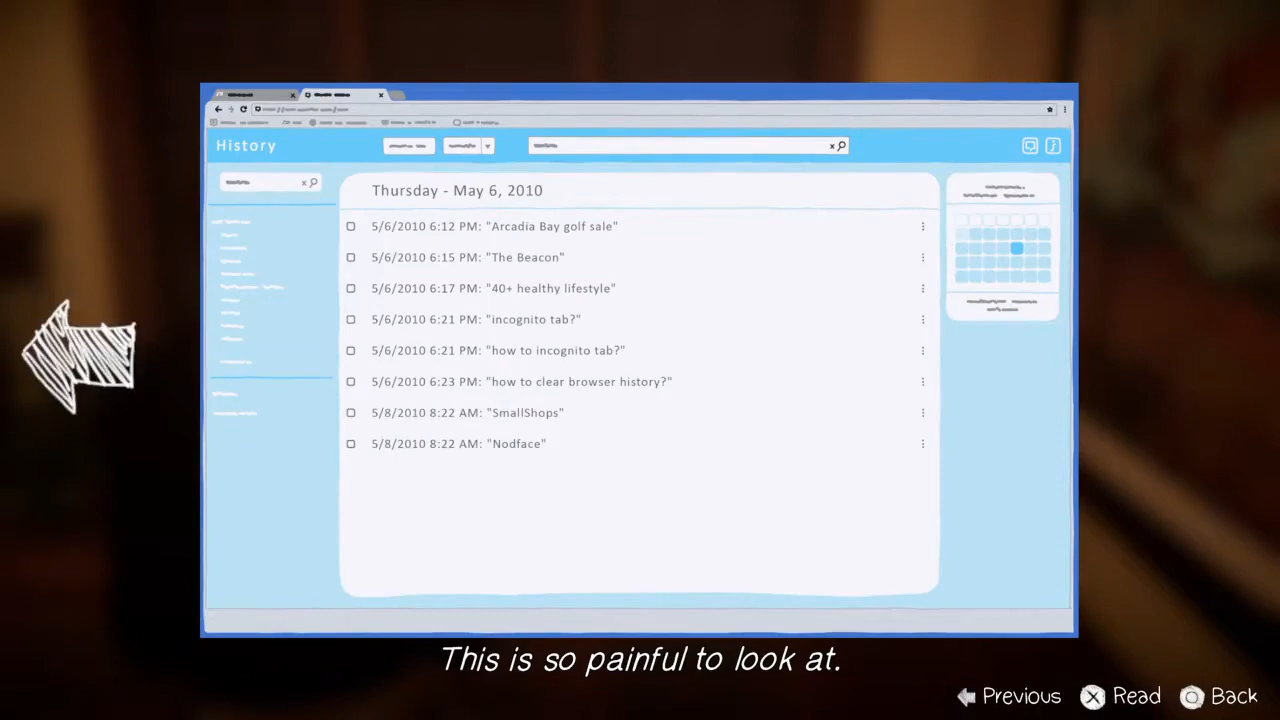 History
Thursday - May 6, 2010
5/6/2010 6:12 PM: "Arcadia Bay golf sale"
5/6/2010 6:15 PM: "The Beacon"
5/6/2010 6:17 PM: "40+ healthy lifestyle"
5/6/2010 6:21 PM: "incognito tab?"
5/6/2010 6:21 PM: "how to incognito tab?"
5/6/2010 6:23 PM: "how to clear browser history?"
5/8/2010 8:22 AM: "SmallShops"
5/8/2010 8:22 AM: "Nodface"
This is so painful to look at.
Previous X Read Back